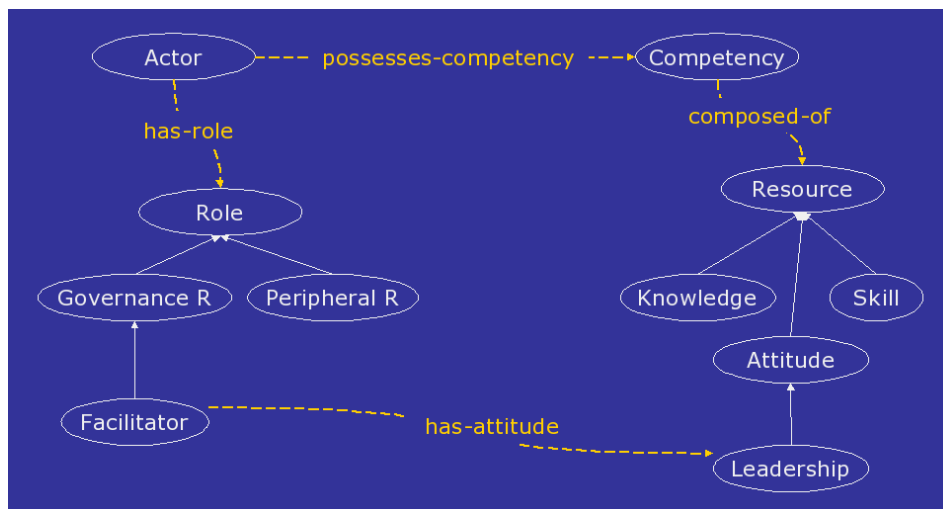 Actor
possesses-competency
Competency
has-role
composed-of
Role
Resource
Governance R
Peripheral R
Knowledge
Skill
Attitude
Facilitator
has-attitude
Leadership